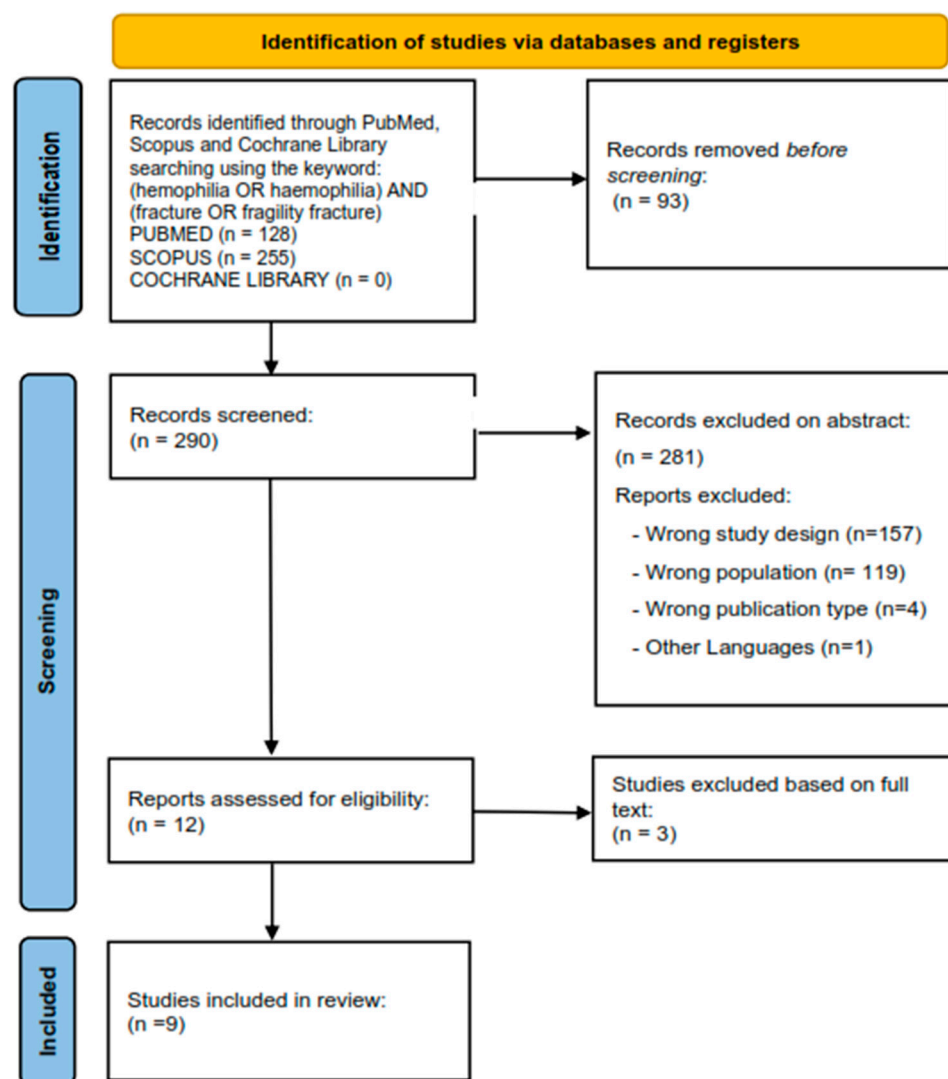 Identification of studies via databases and registers
Identification
Records identified through PubMed,
Scopus and Cochrane Library
searching using the keyword:
(hemophilia OR haemophilia) AND
(fracture OR fragility fracture)
PUBMED (n = 128)
SCOPUS (n = 255)
COCHRANE LIBRARY (n = 0)
Records removed before
screening:
(n = 93)
Screening
Records screened:
(n = 290)
Records excluded on abstract:
(n = 281)
Reports excluded:
- Wrong study design (n=157)
- Wrong population (n= 119)
- Wrong publication type (n=4)
- Other Languages (n=1)
Reports assessed for eligibility:
(n = 12)
Studies excluded based on full
text:
(n = 3)
Included
Studies included in review:
(n =9)